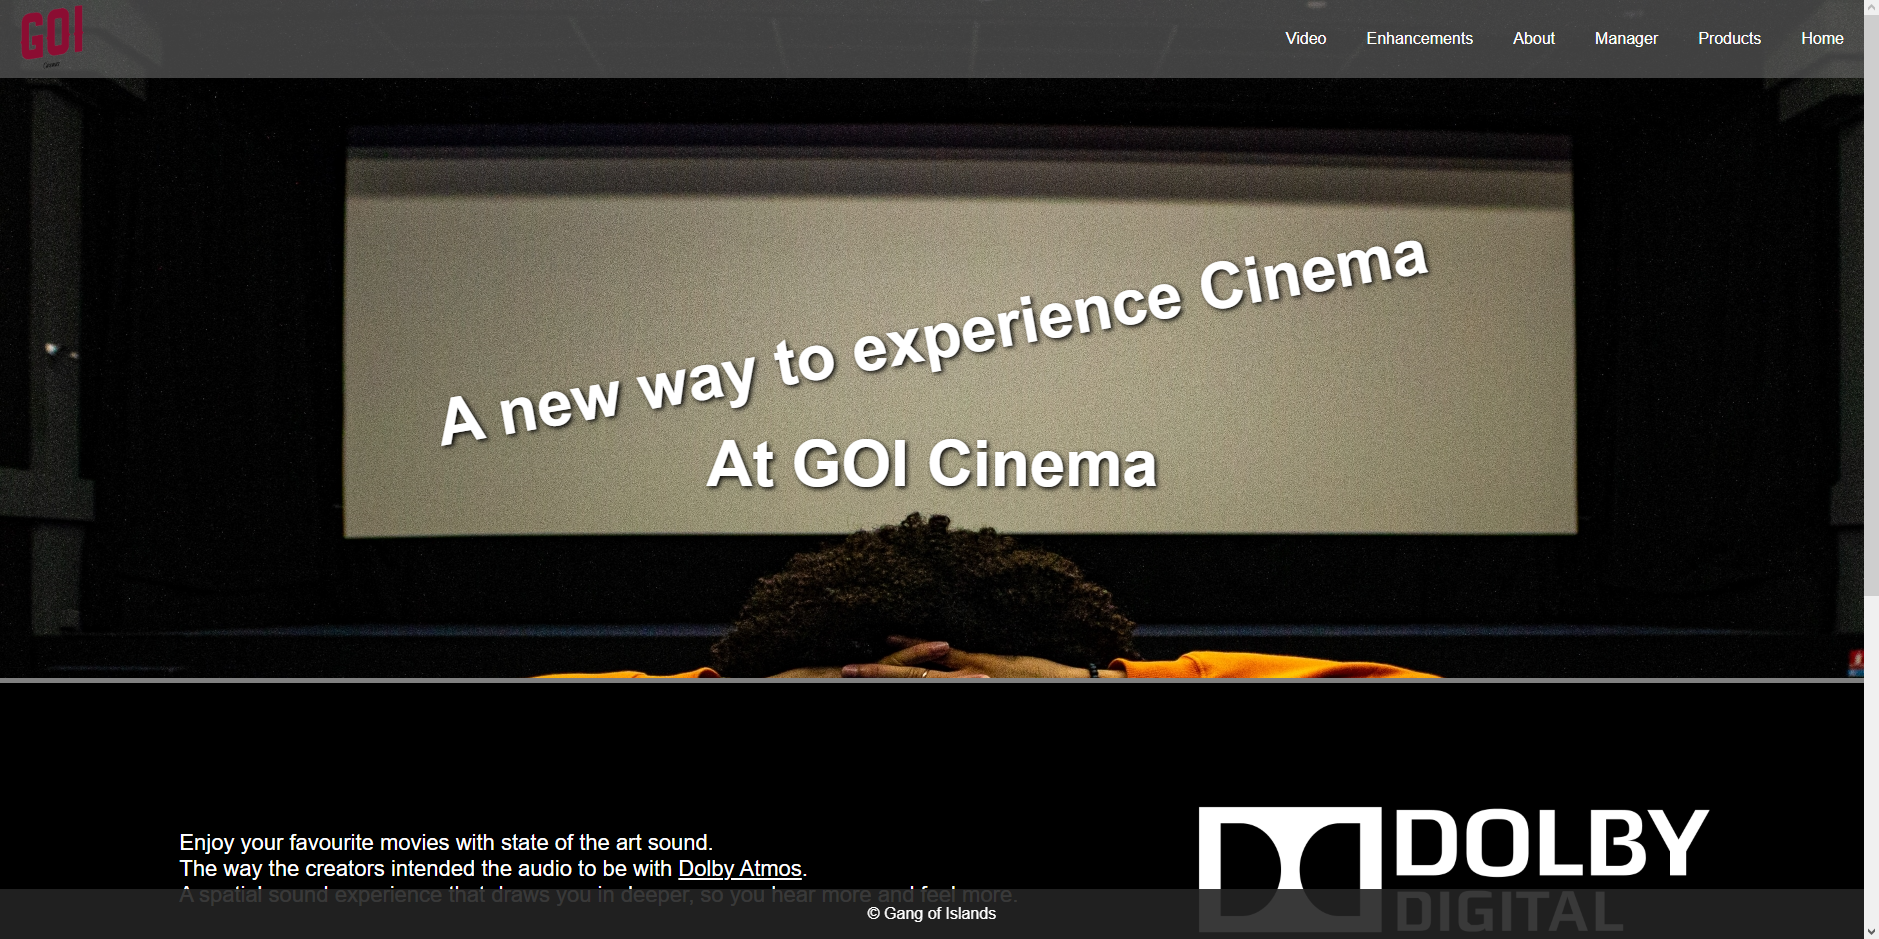 GOI
Cinema
Video Enhancements About Manager Products Home
A new way to experience Cinema
At GOI Cinema
Enjoy your favourite movies with state of the art sound.
The way the creators intended the audio to be with Dolby Atmos.
A spatial sound experience that draws you in deeper, so you hear more and feel more.
DOLBY
DIGITAL
© Gang of Islands